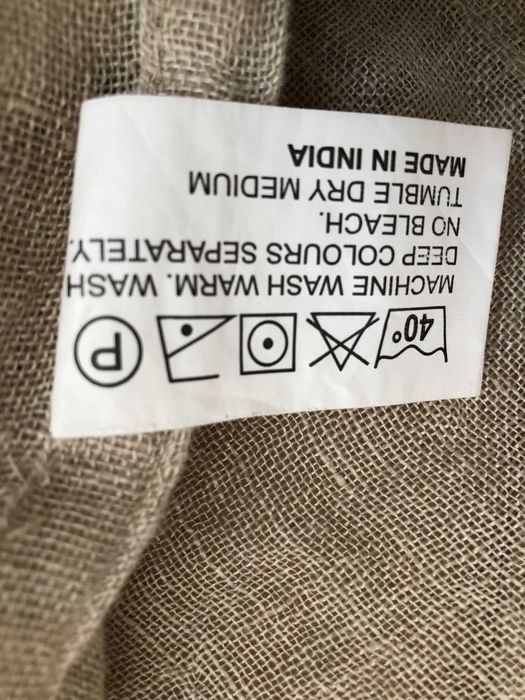 40°
P
MACHINE WASH WARM. WASH
DEEP COLOURS SEPARATELY.
NO BLEACH.
TUMBLE DRY MEDIUM
MADE IN INDIA